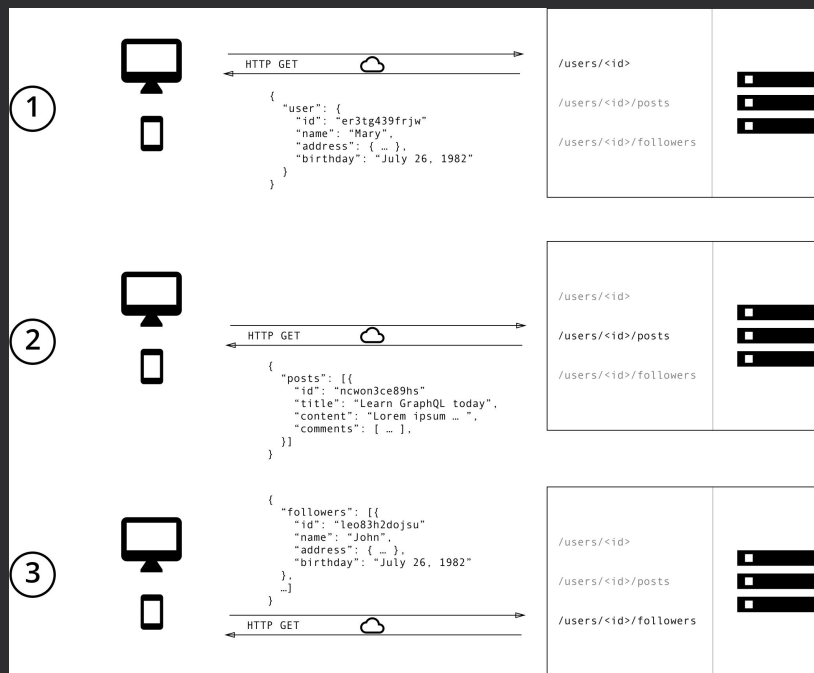 1
HTTP GET
{
"user": {
"id": “er3tg439frjw”
"name": “Mary”,
“address”: { … },
“birthday”: “July 26, 1982”
}
}
/users/<id>
/users/<id>/posts
/users/<id>/followers
2
HTTP GET
{
“posts”: [{
“id”: “ncwon3ce89hs”
“title”: “Learn GraphQL today”,
“content”: “Lorem ipsum … ”,
“comments”: [ … ],
}]
}
/users/<id>
/users/<id>/posts
/users/<id>/followers
3
{
“followers”: [{
“id”: “leo83h2dojsu”
“name”: “John”,
“address”: { … },
“birthday”: “July 26, 1982”
},
…]
}
HTTP GET
/users/<id>
/users/<id>/posts
/users/<id>/followers